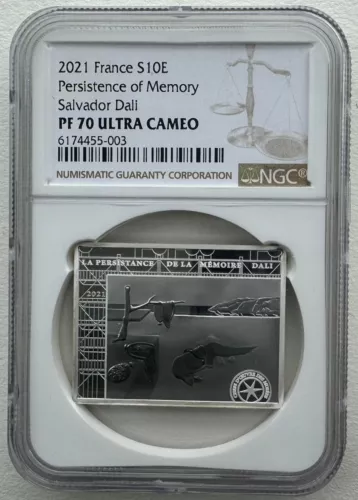 2021 France S10E
Persistence of Memory
Salvador Dali
PF 70 ULTRA CAMEO
6174455-003
NUMISMATIC GUARANTY CORPORATION
NGC
LA PERSISTANCE DE LA MÉMOIRE DALI
2021